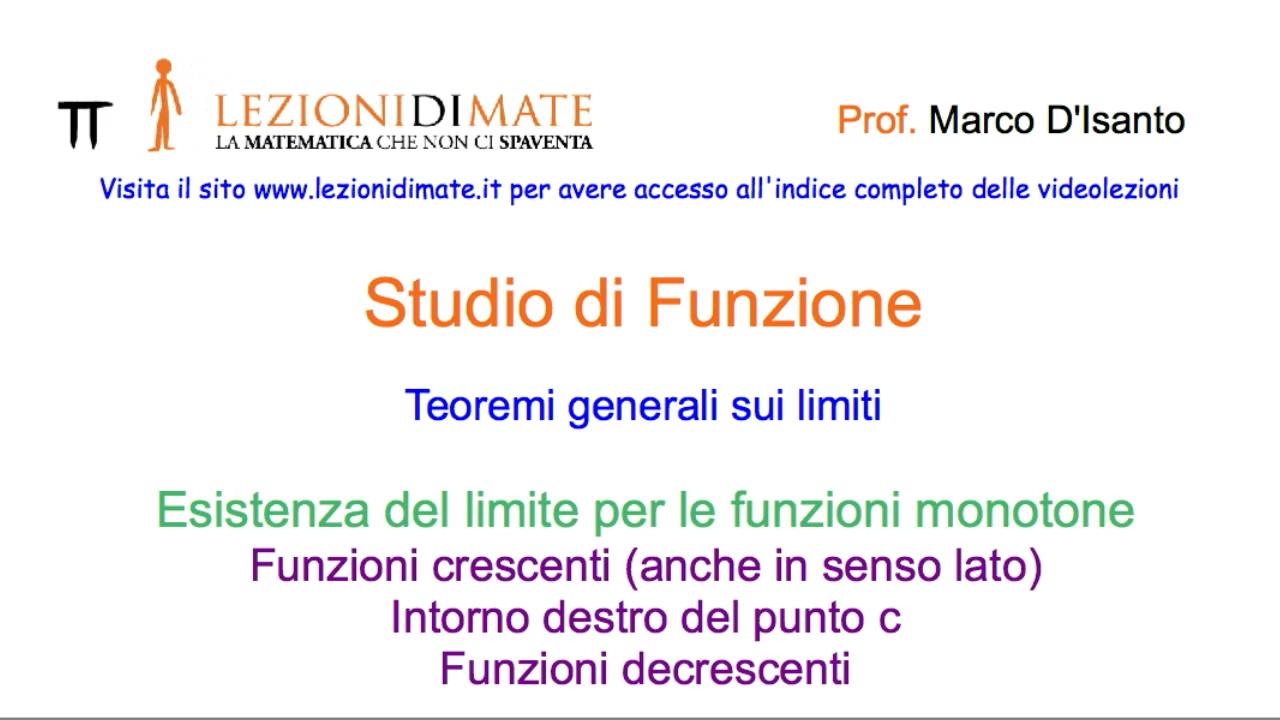 π LEZIONIDIMATE
LA MATEMATICA CHE NON CI SPAVENTA
Prof. Marco D'Isanto
Visita il sito www.lezionidimate.it per avere accesso all'indice completo delle videolezioni
Studio di Funzione
Teoremi generali sui limiti
Esistenza del limite per le funzioni monotone
Funzioni crescenti (anche in senso lato)
Intorno destro del punto c
Funzioni decrescenti